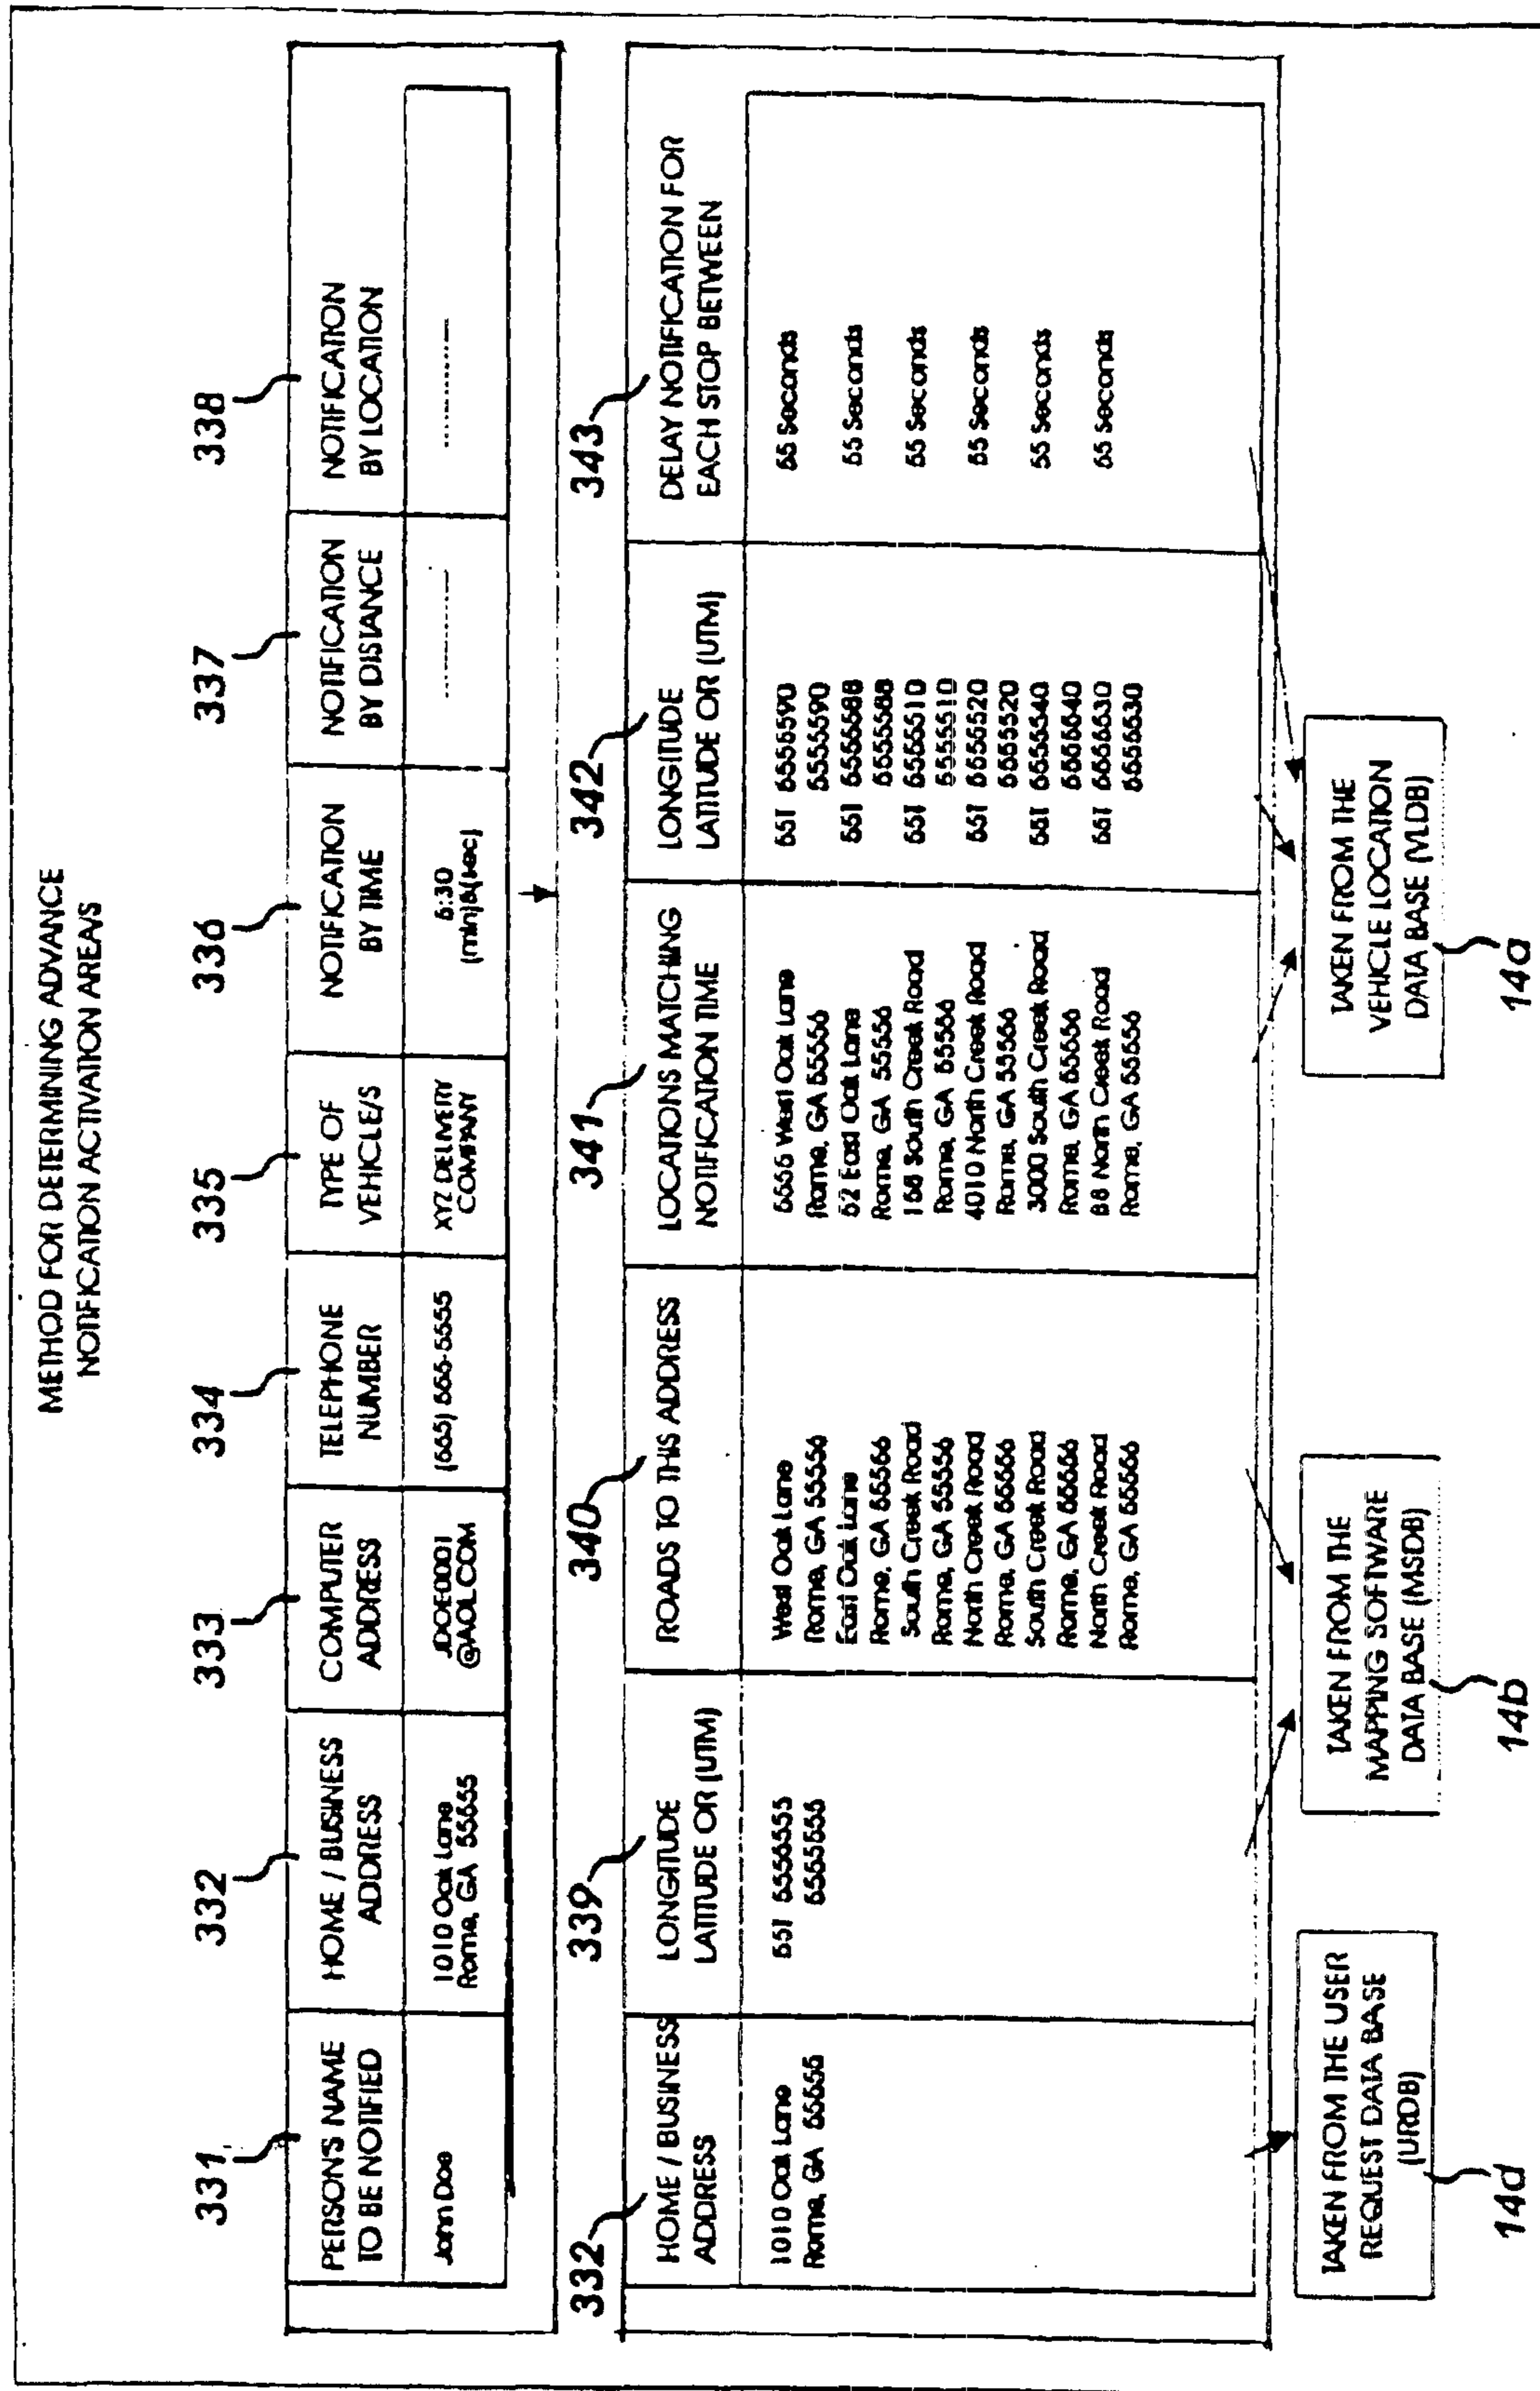 METHOD FOR DETERMINING ADVANCE
NOTIFICATION ACTIVATION AREA/S
331 332 333 334 335 336 337 338
PERSON'S NAME
TO BE NOTIFIED
HOME / BUSINESS
ADDRESS
COMPUTER
ADDRESS
TELEPHONE
NUMBER
TYPE OF
VEHICLE/S
NOTIFICATION
BY TIME
NOTIFICATION
BY DISTANCE
NOTIFICATION
BY LOCATION
John Doe
1010 Oak Lane
Rome, GA 55555
JDOE0001
@AOL.COM
(555) 555-5555
XYZ DELIVERY
COMPANY
5:30
(min)&(sec)
332 339 340 341 342 343
HOME / BUSINESS
ADDRESS
LONGITUDE
LATITUDE OR (UTM)
ROADS TO THIS ADDRESS
LOCATIONS MATCHING
NOTIFICATION TIME
LONGITUDE
LATITUDE OR (UTM)
DELAY NOTIFICATION FOR
EACH STOP BETWEEN
1010 Oak Lane
Rome, GA 55555
55T 5555555
5555555
West Oak Lane
Rome, GA 55556
East Oak Lane
Rome, GA 55556
South Creek Road
Rome, GA 55556
North Creek Road
Rome, GA 55556
South Creek Road
Rome, GA 55556
North Creek Road
Rome, GA 55556
5555 West Oak Lane
Rome, GA 55556
52 East Oak Lane
Rome, GA 55556
158 South Creek Road
Rome, GA 55556
4010 North Creek Road
Rome, GA 55556
3000 South Creek Road
Rome, GA 55556
88 North Creek Road
Rome, GA 55556
55T 5555590
5555590
55T 5555588
5555588
55T 5555510
5555510
55T 5555520
5555520
55T 5555540
5555540
55T 5555530
5555530
55 Seconds
55 Seconds
55 Seconds
55 Seconds
55 Seconds
55 Seconds
TAKEN FROM THE USER
REQUEST DATA BASE
(URDB)
14d
TAKEN FROM THE
MAPPING SOFTWARE
DATA BASE (MSDB)
14b
TAKEN FROM THE
VEHICLE LOCATION
DATA BASE (VLDB)
14a